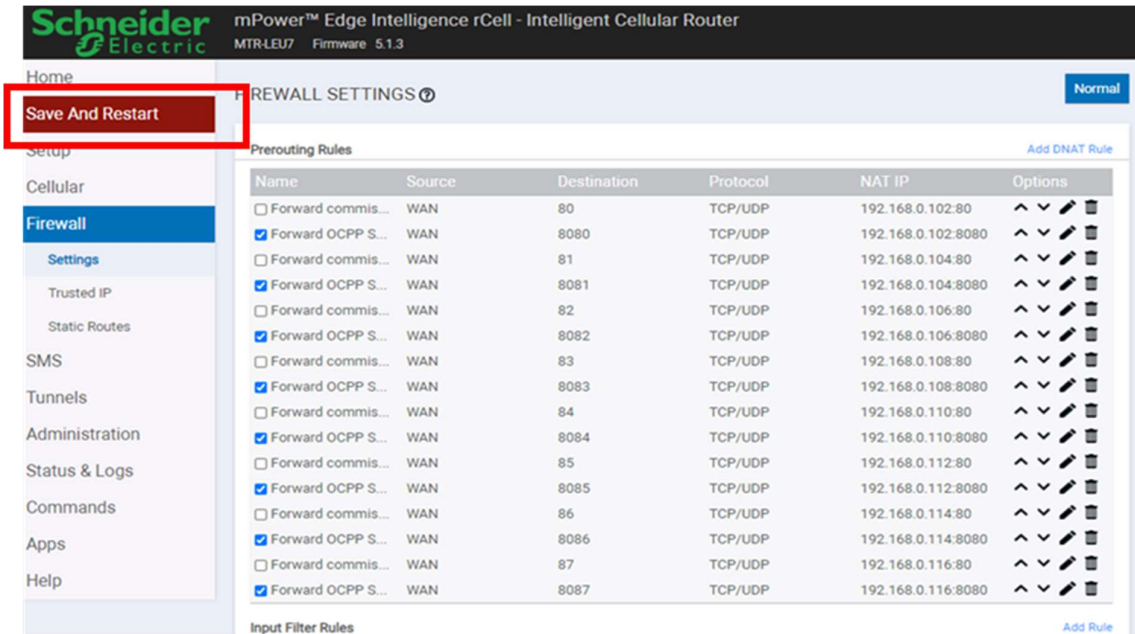 Schneider Electric
mPower™ Edge Intelligence rCell - Intelligent Cellular Router
MTR-LEU7 Firmware 5.1.3
Home
Save And Restart
Setup
Cellular
Firewall
Settings
Trusted IP
Static Routes
SMS
Tunnels
Administration
Status & Logs
Commands
Apps
Help
FIREWALL SETTINGS
Normal
Prerouting Rules Add DNAT Rule
Name Source Destination Protocol NAT IP Options
Forward commis... WAN 80 TCP/UDP 192.168.0.102:80
Forward OCPP S... WAN 8080 TCP/UDP 192.168.0.102:8080
Forward commis... WAN 81 TCP/UDP 192.168.0.104:80
Forward OCPP S... WAN 8081 TCP/UDP 192.168.0.104:8080
Forward commis... WAN 82 TCP/UDP 192.168.0.106:80
Forward OCPP S... WAN 8082 TCP/UDP 192.168.0.106:8080
Forward commis... WAN 83 TCP/UDP 192.168.0.108:80
Forward OCPP S... WAN 8083 TCP/UDP 192.168.0.108:8080
Forward commis... WAN 84 TCP/UDP 192.168.0.110:80
Forward OCPP S... WAN 8084 TCP/UDP 192.168.0.110:8080
Forward commis... WAN 85 TCP/UDP 192.168.0.112:80
Forward OCPP S... WAN 8085 TCP/UDP 192.168.0.112:8080
Forward commis... WAN 86 TCP/UDP 192.168.0.114:80
Forward OCPP S... WAN 8086 TCP/UDP 192.168.0.114:8080
Forward commis... WAN 87 TCP/UDP 192.168.0.116:80
Forward OCPP S... WAN 8087 TCP/UDP 192.168.0.116:8080
Input Filter Rules Add Rule